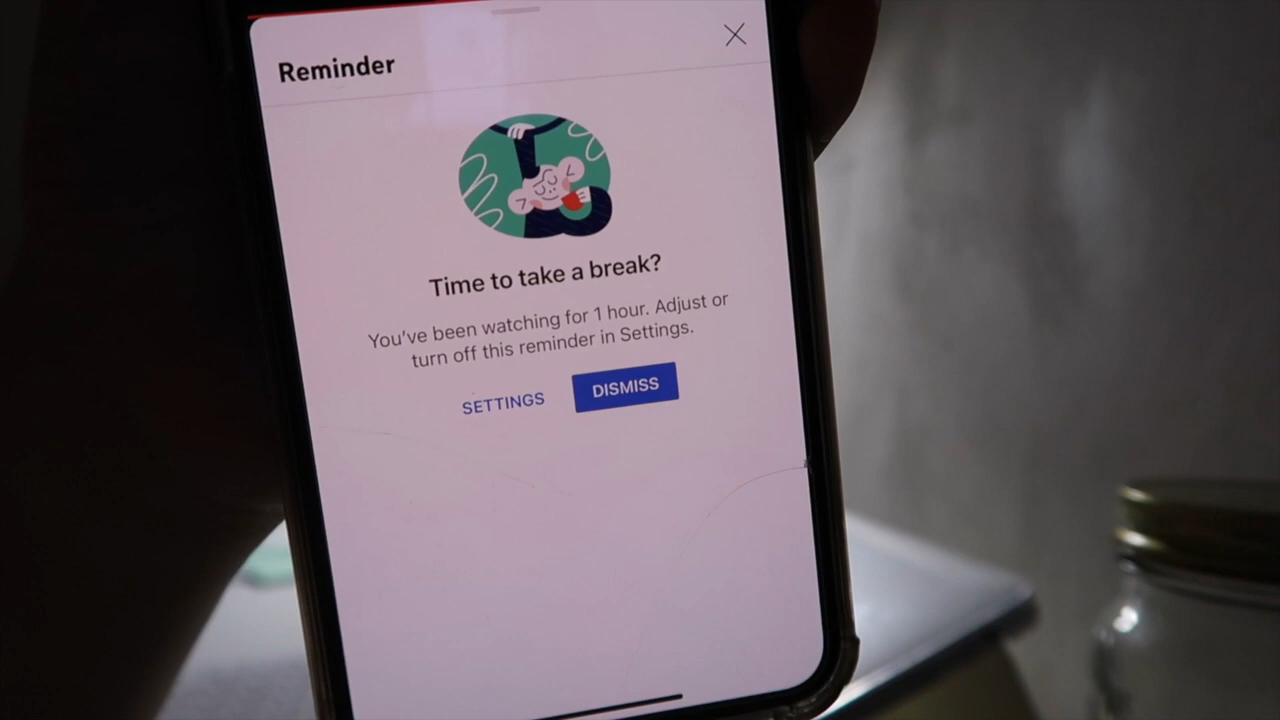 Reminder
Time to take a break?
You've been watching for 1 hour. Adjust or
turn off this reminder in Settings.
SETTINGS
DISMISS